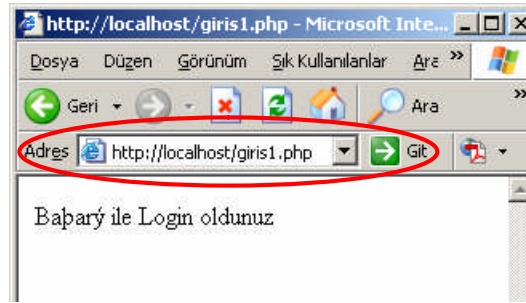 http://localhost/giris1.php - Microsoft Inte...
Dosya Düzen Görünüm Sık Kullanılanlar Ara »
Geri Ara »
Adres http://localhost/giris1.php Git
Baþarý ile Login oldunuz